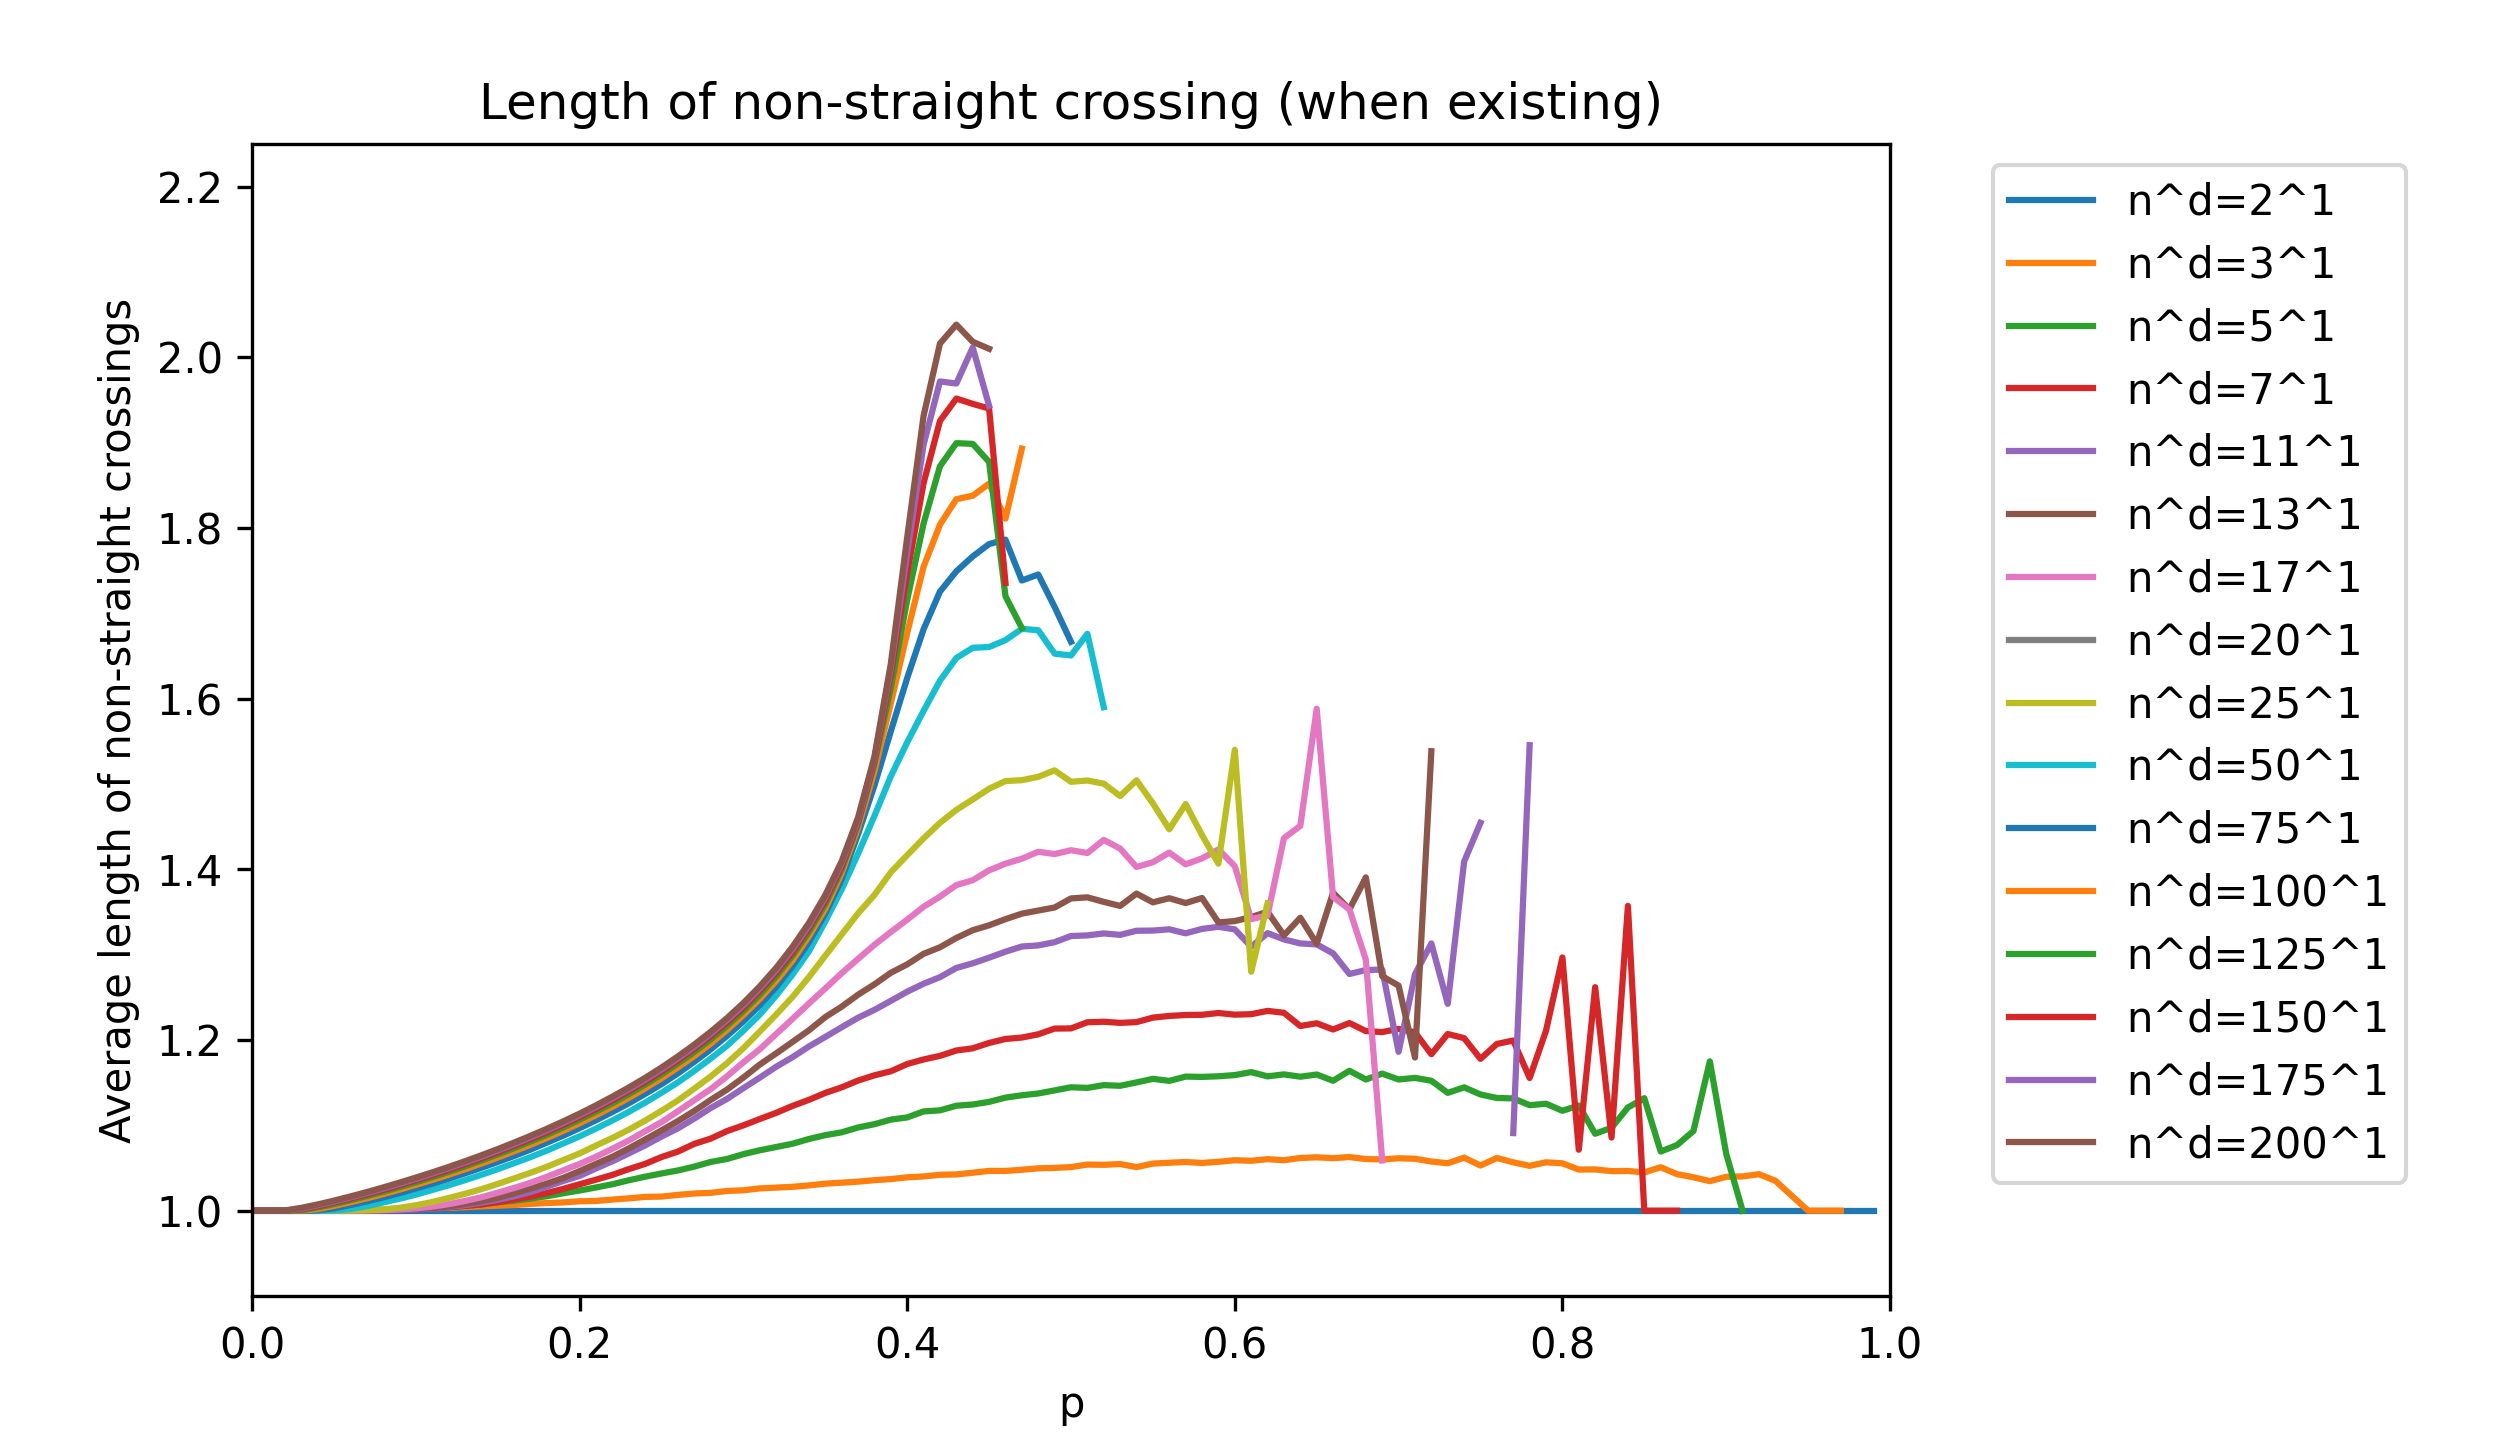 Length of non-straight crossing (when existing)
Average length of non-straight crossings
2.2
2.0
1.8
1.6
1.4
1.2
1.0
0.0
0.2
0.4
0.6
0.8
1.0
p
n^d=2^1
n^d=3^1
n^d=5^1
n^d=7^1
n^d=11^1
n^d=13^1
n^d=17^1
n^d=20^1
n^d=25^1
n^d=50^1
n^d=75^1
n^d=100^1
n^d=125^1
n^d=150^1
n^d=175^1
n^d=200^1